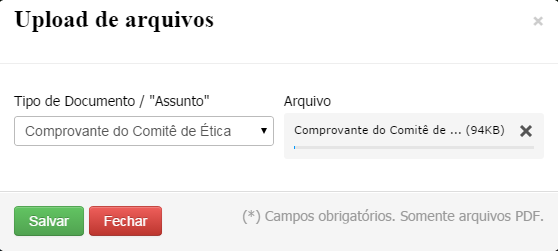 Upload de arquivos
×
Tipo de Documento / "Assunto"
Arquivo
Comprovante do Comitê de Ética
Comprovante do Comitê de ... (94KB)
Salvar
Fechar
(*) Campos obrigatórios. Somente arquivos PDF.